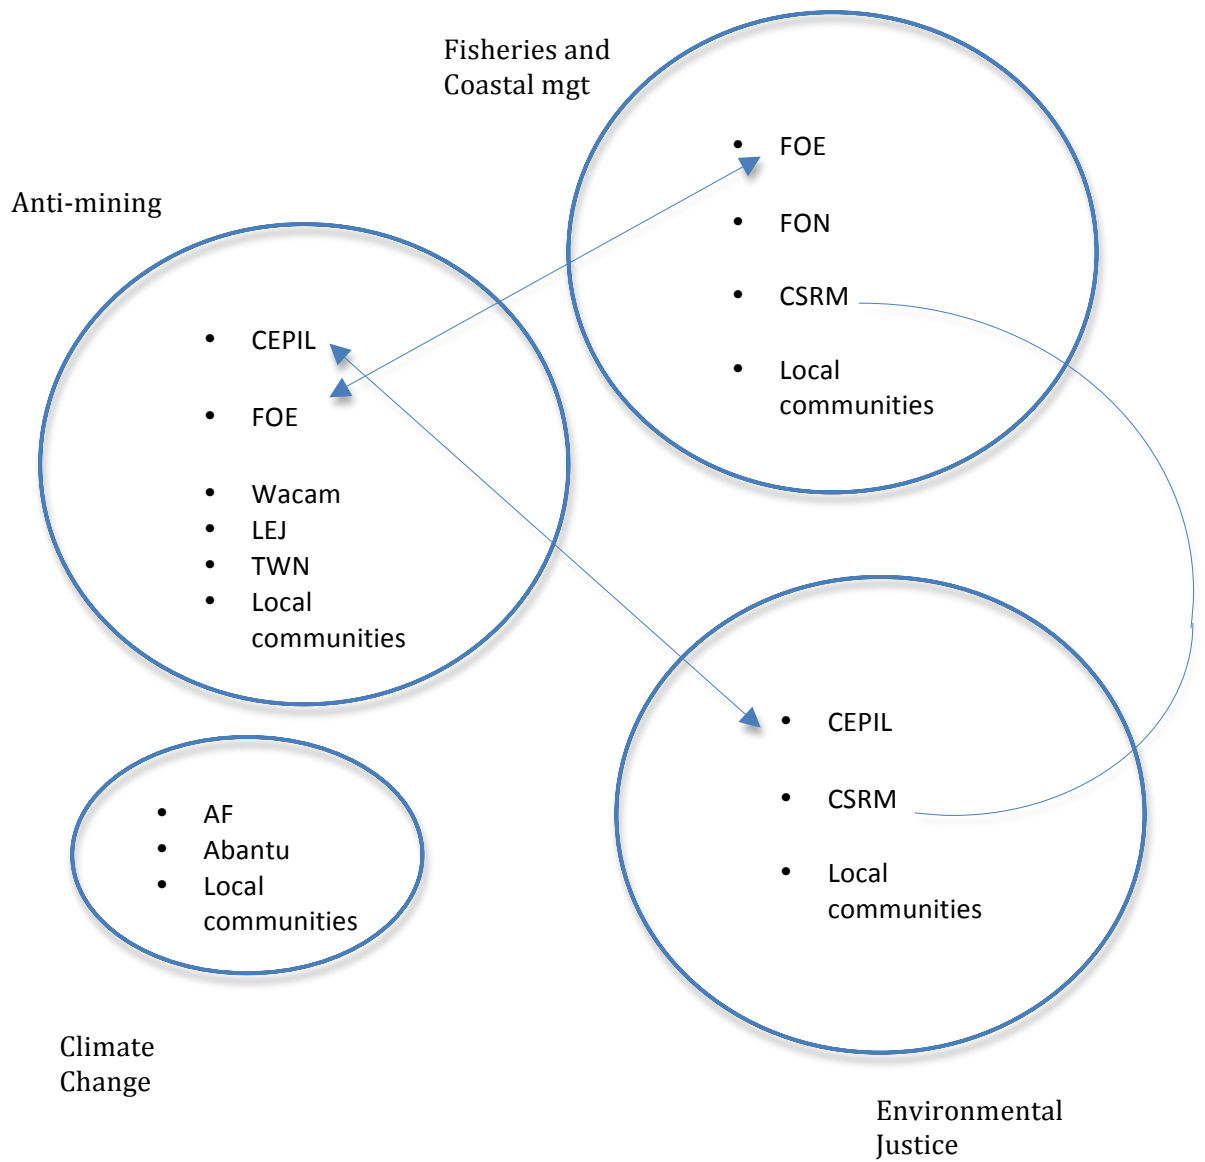 Fisheries and
Coastal mgt
• FOE
• FON
• CSRM
• Local
communities
Anti-mining
• CEPIL
• FOE
• Wacam
• LEJ
• TWN
• Local
communities
• CEPIL
• CSRM
• Local
communities
Environmental
Justice
• AF
• Abantu
• Local
communities
Climate
Change